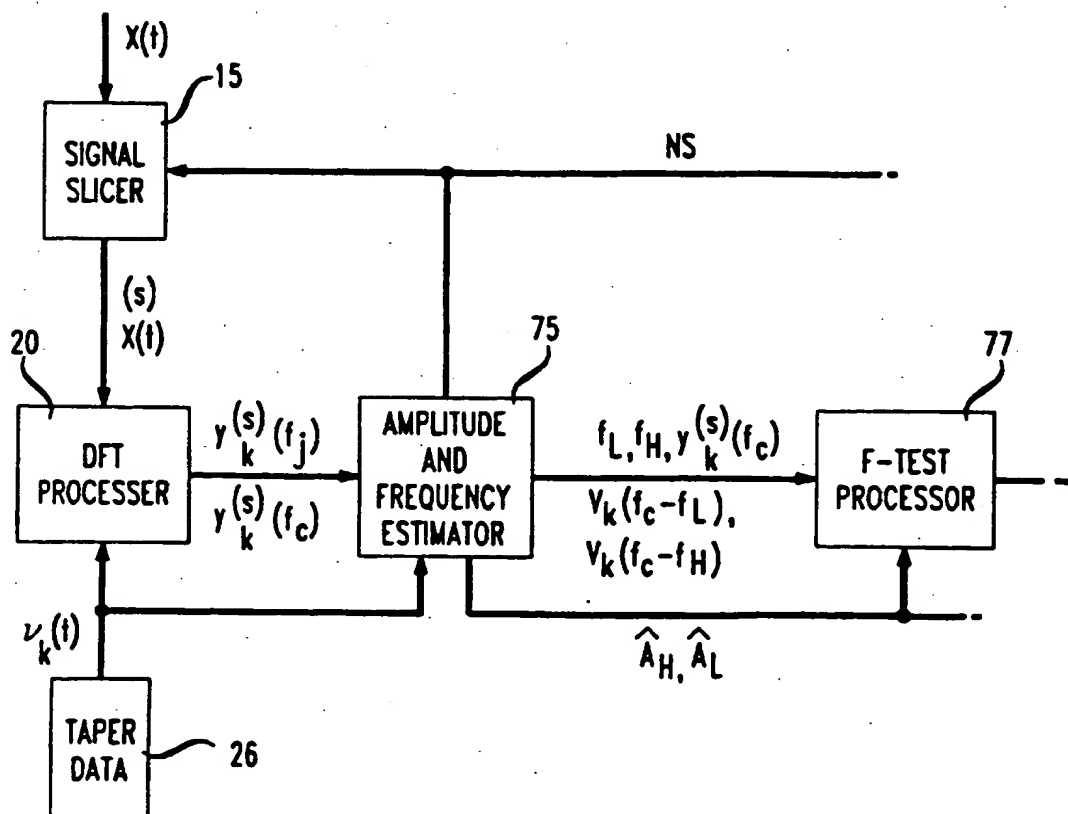 X(t)
15
SIGNAL
SLICER
NS
(s)
X(t)
20
75
77
DFT
PROCESSER
y_k^(s)(f_j)
y_k^(s)(f_c)
AMPLITUDE
AND
FREQUENCY
ESTIMATOR
f_L, f_H, y_k^(s)(f_c)
V_k(f_c-f_L),
V_k(f_c-f_H)
F-TEST
PROCESSOR
ν_k(t)
Â_H, Â_L
TAPER
DATA
26